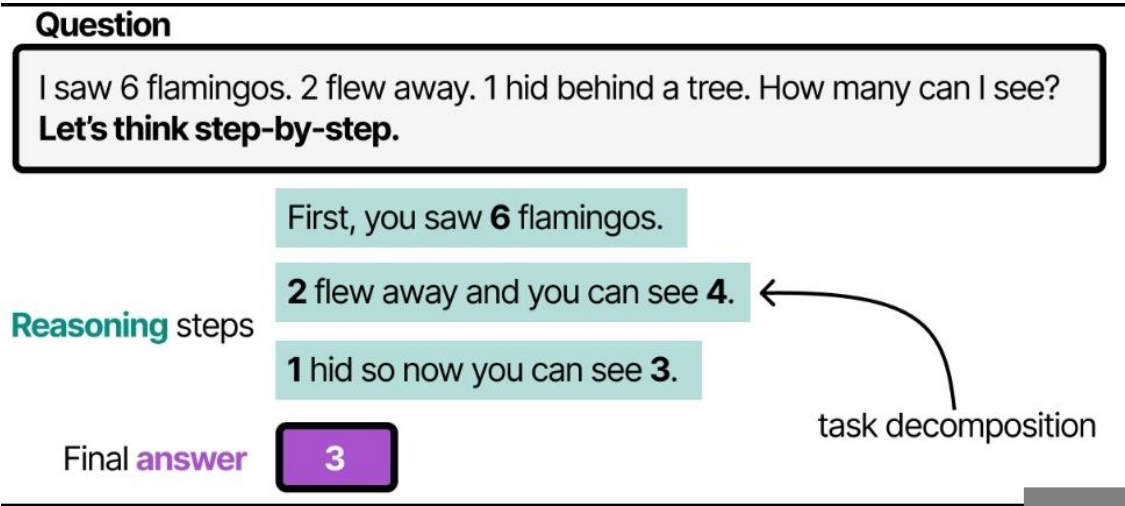 Question
I saw 6 flamingos. 2 flew away. 1 hid behind a tree. How many can I see?
Let’s think step-by-step.
First, you saw 6 flamingos.
2 flew away and you can see 4.
Reasoning steps
1 hid so now you can see 3.
task decomposition
Final answer
3